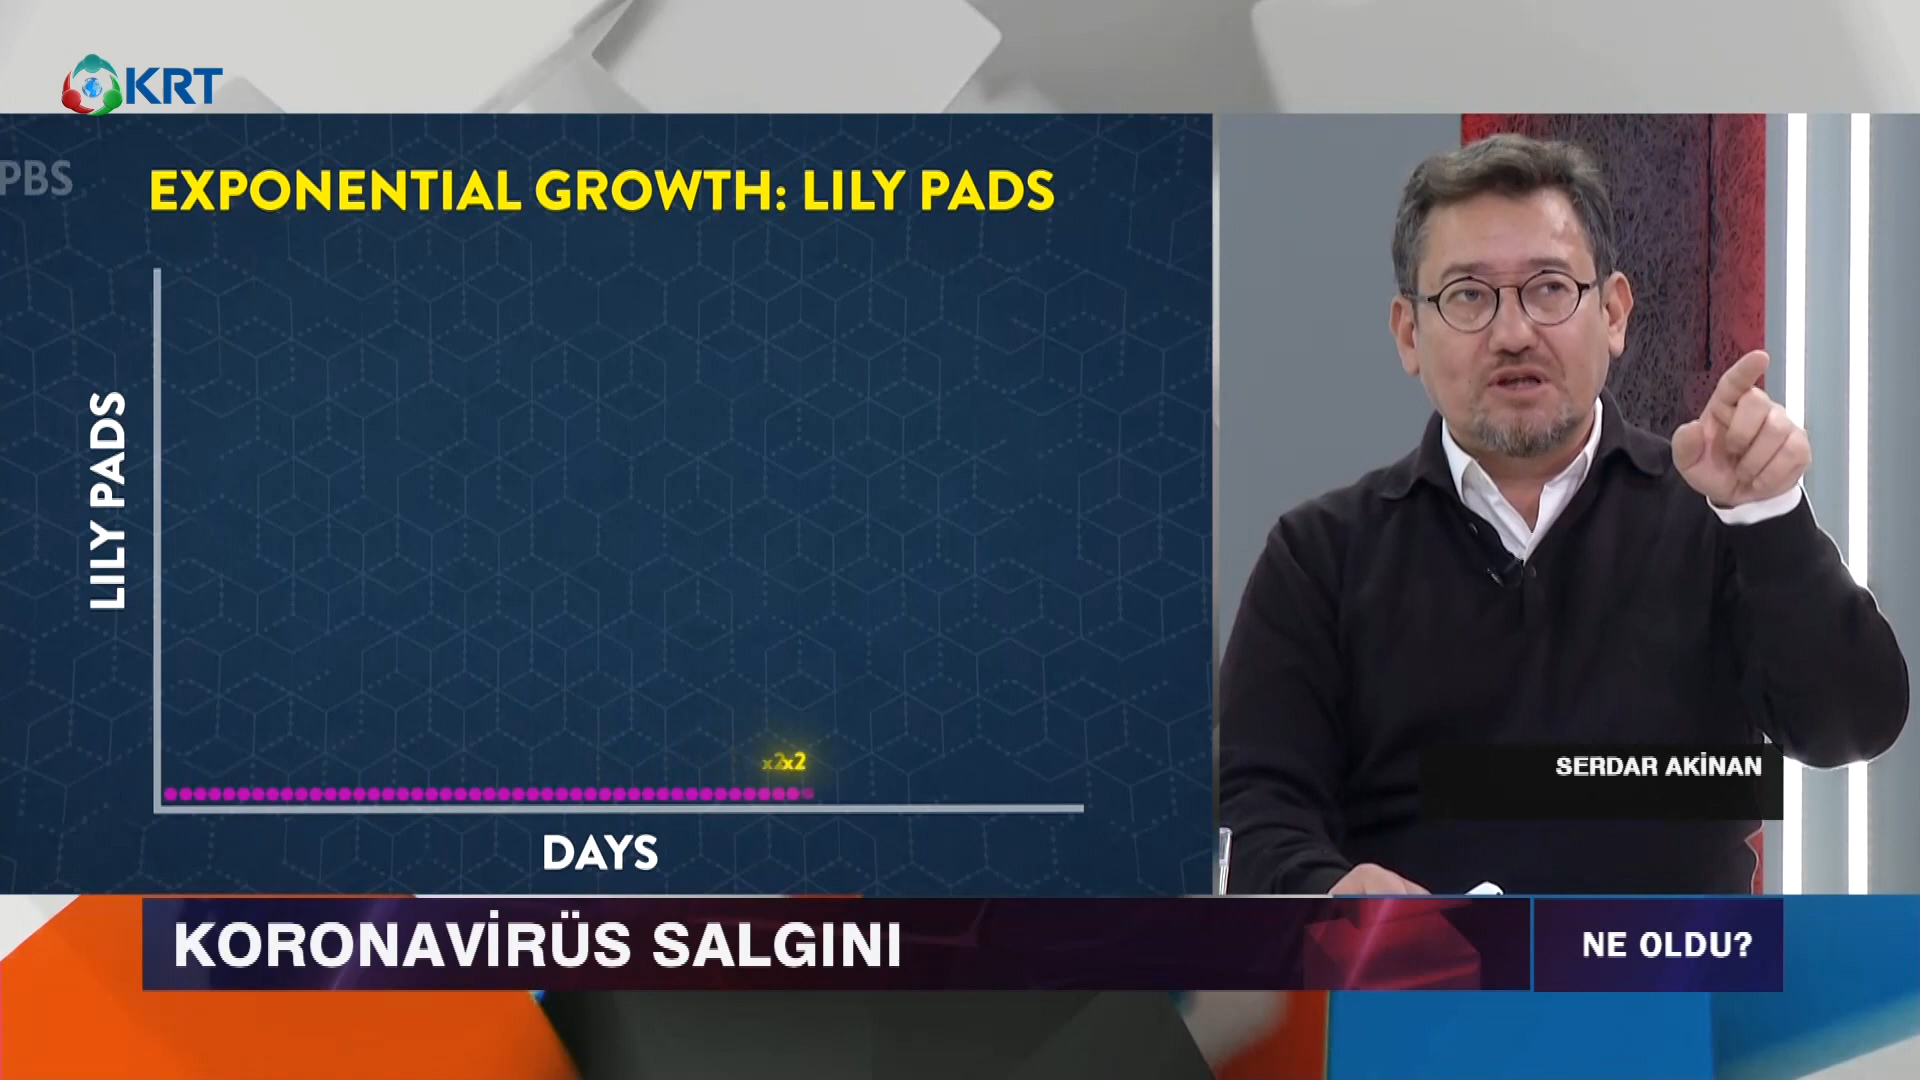 KRT
PBS
EXPONENTIAL GROWTH: LILY PADS
LILY PADS
x2x2
DAYS
SERDAR AKİNAN
KORONAVİRÜS SALGINI
NE OLDU?